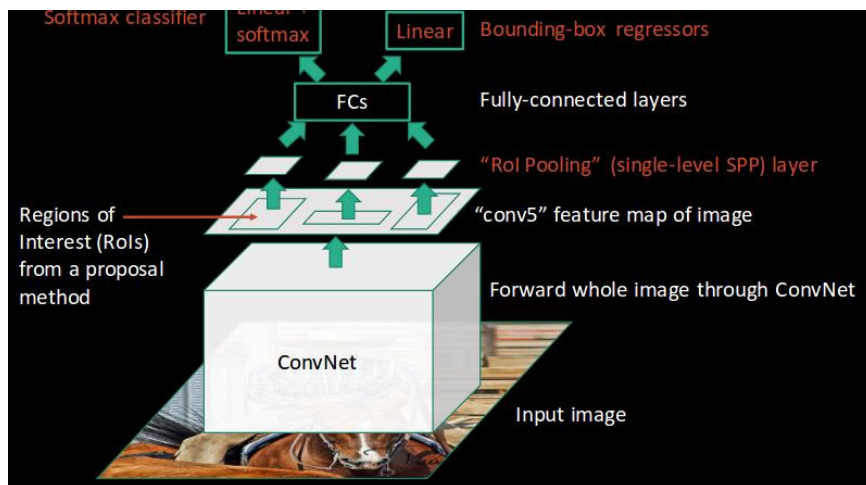 Softmax classifier
softmax
Linear
Bounding-box regressors
FCs
Fully-connected layers
“RoI Pooling” (single-level SPP) layer
Regions of
Interest (RoIs)
from a proposal
method
“conv5” feature map of image
Forward whole image through ConvNet
ConvNet
Input image